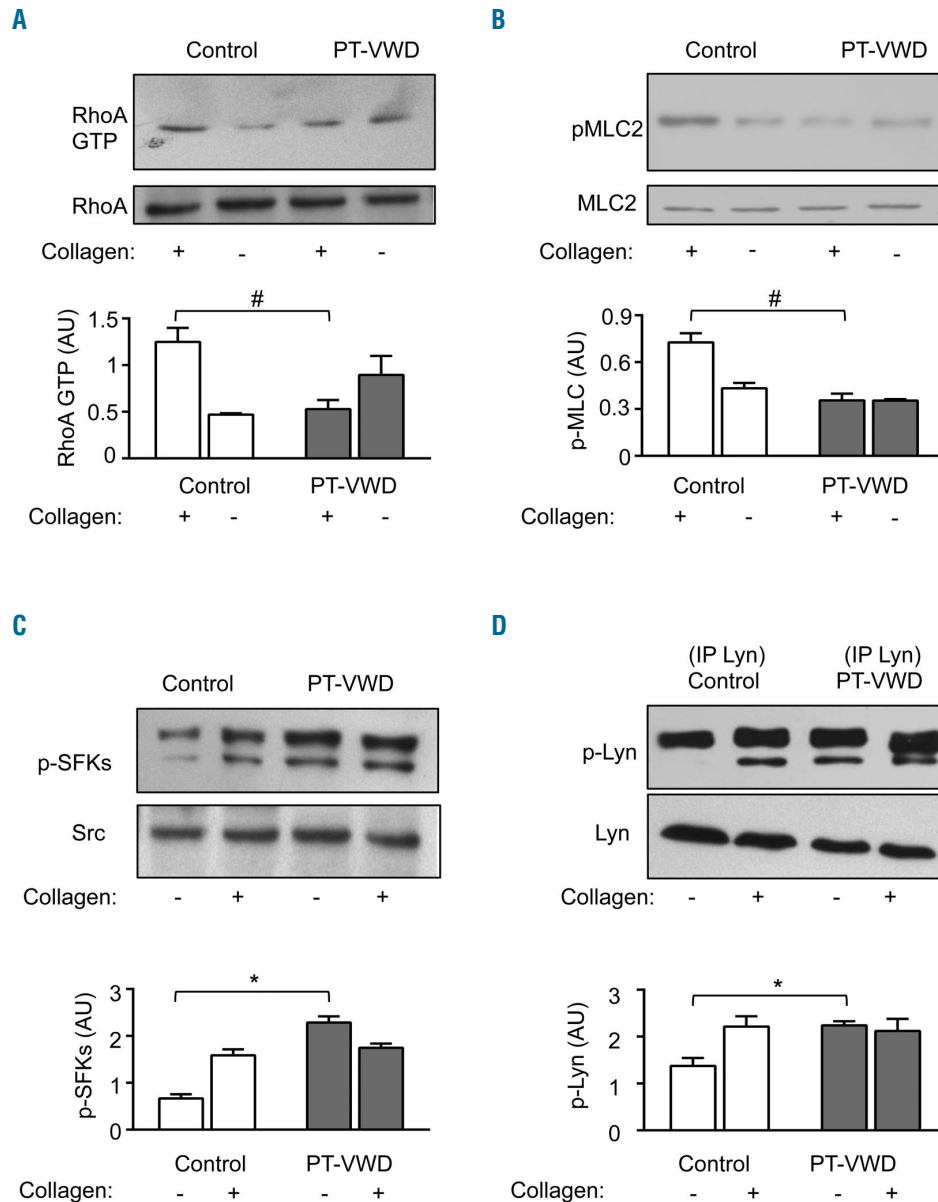 A
Control PT-VWD
RhoA
GTP
RhoA
Collagen: + - + -
#
RhoA GTP (AU)
1.5
1
0.5
0
Control PT-VWD
Collagen: + - + -
B
Control PT-VWD
pMLC2
MLC2
Collagen: + - + -
#
p-MLC (AU)
0.9
0.6
0.3
0
Control PT-VWD
Collagen: + - + -
C
Control PT-VWD
p-SFKs
Src
Collagen: - + - +
*
p-SFKs (AU)
3
2
1
0
Control PT-VWD
Collagen: - + - +
D
(IP Lyn) (IP Lyn)
Control PT-VWD
p-Lyn
Lyn
Collagen: - + - +
*
p-Lyn (AU)
3
2
1
0
Control PT-VWD
Collagen: - + - +